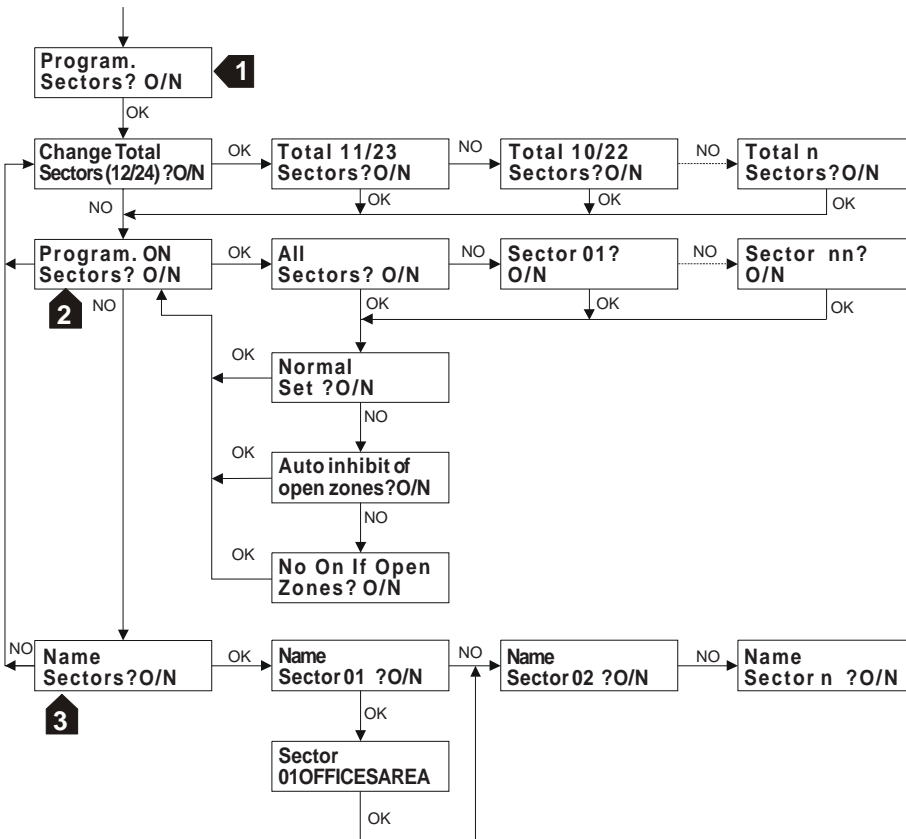 Program.
Sectors? O/N
1
OK
Change Total
Sectors (12/24) ?O/N
OK
Total 11/23
Sectors?O/N
NO
Total 10/22
Sectors?O/N
NO
Total n
Sectors?O/N
NO
OK
OK
OK
Program. ON
Sectors? O/N
OK
All
Sectors? O/N
NO
Sector 01?
O/N
NO
Sector nn?
O/N
2
NO
OK
OK
OK
OK
Normal
Set ?O/N
NO
OK
Auto inhibit of
open zones?O/N
NO
OK
No On If Open
Zones? O/N
NO
Name
Sectors?O/N
OK
Name
Sector 01 ?O/N
NO
Name
Sector 02 ?O/N
NO
Name
Sector n ?O/N
3
OK
Sector
01OFFICESAREA
OK